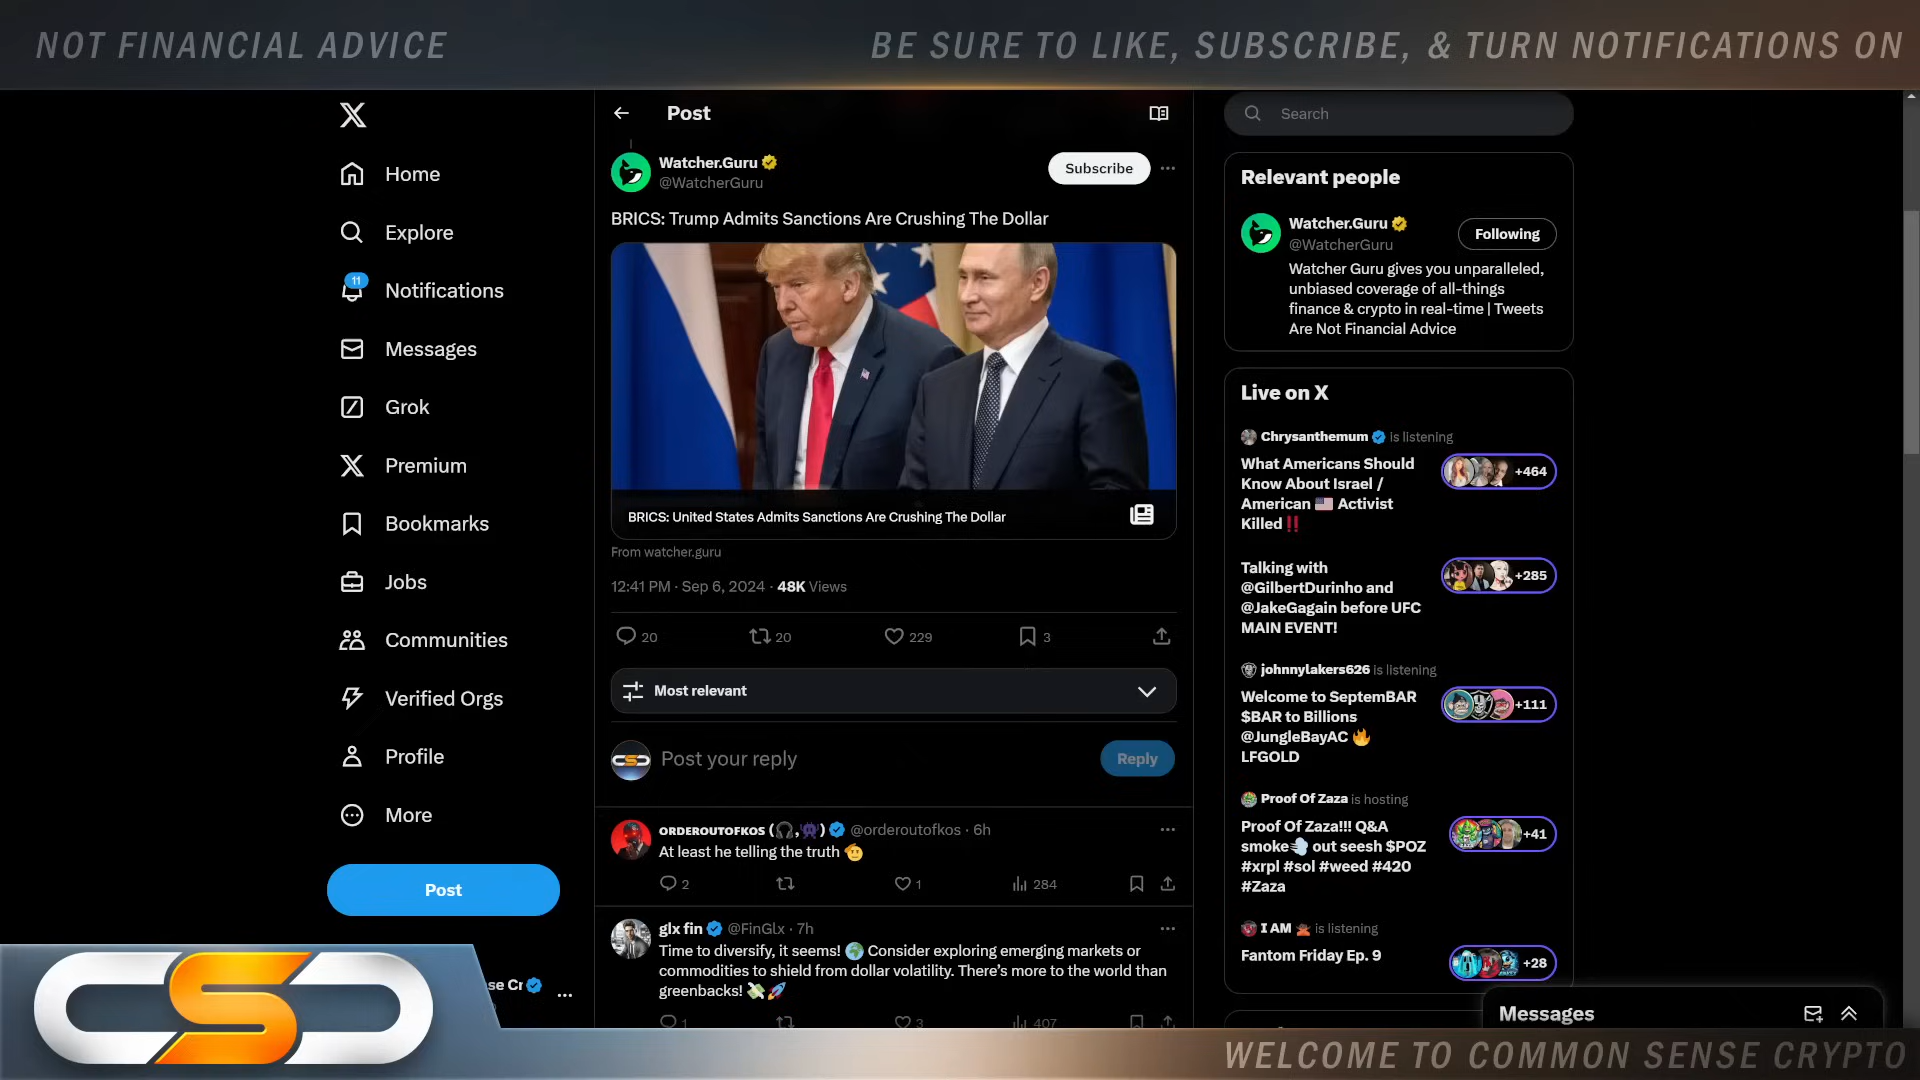 NOT FINANCIAL ADVICE
BE SURE TO LIKE, SUBSCRIBE, & TURN NOTIFICATIONS ON
Home
Explore
11
Notifications
Messages
Grok
Premium
Bookmarks
Jobs
Communities
Verified Orgs
Profile
More
Post
se Cr
Post
Watcher.Guru
@WatcherGuru
Subscribe
BRICS: Trump Admits Sanctions Are Crushing The Dollar
BRICS: United States Admits Sanctions Are Crushing The Dollar
From watcher.guru
12:41 PM · Sep 6, 2024 · 48K Views
20
20
229
3
Most relevant
Post your reply
Reply
ORDEROUTOFKOS (🎧,👾) @orderoutofkos · 6h
At least he telling the truth 🫡
2
1
284
glx fin @FinGlx · 7h
Time to diversify, it seems! 🌍 Consider exploring emerging markets or
commodities to shield from dollar volatility. There's more to the world than
greenbacks! 💸🚀
1
3
407
Search
Relevant people
Watcher.Guru
@WatcherGuru
Following
Watcher Guru gives you unparalleled,
unbiased coverage of all-things
finance & crypto in real-time | Tweets
Are Not Financial Advice
Live on X
Chrysanthemum is listening
What Americans Should
Know About Israel /
American 🇺🇸 Activist
Killed‼️
+464
Talking with
@GilbertDurinho and
@JakeGagain before UFC
MAIN EVENT!
+285
johnnylakers626 is listening
Welcome to SeptemBAR
$BAR to Billions
@JungleBayAC 🔥
LFGOLD
+111
Proof Of Zaza is hosting
Proof Of Zaza!!! Q&A
smoke💨 out seesh $POZ
#xrpl #sol #weed #420
#Zaza
+41
I AM is listening
Fantom Friday Ep. 9
+28
Messages
CSC
WELCOME TO COMMON SENSE CRYPTO